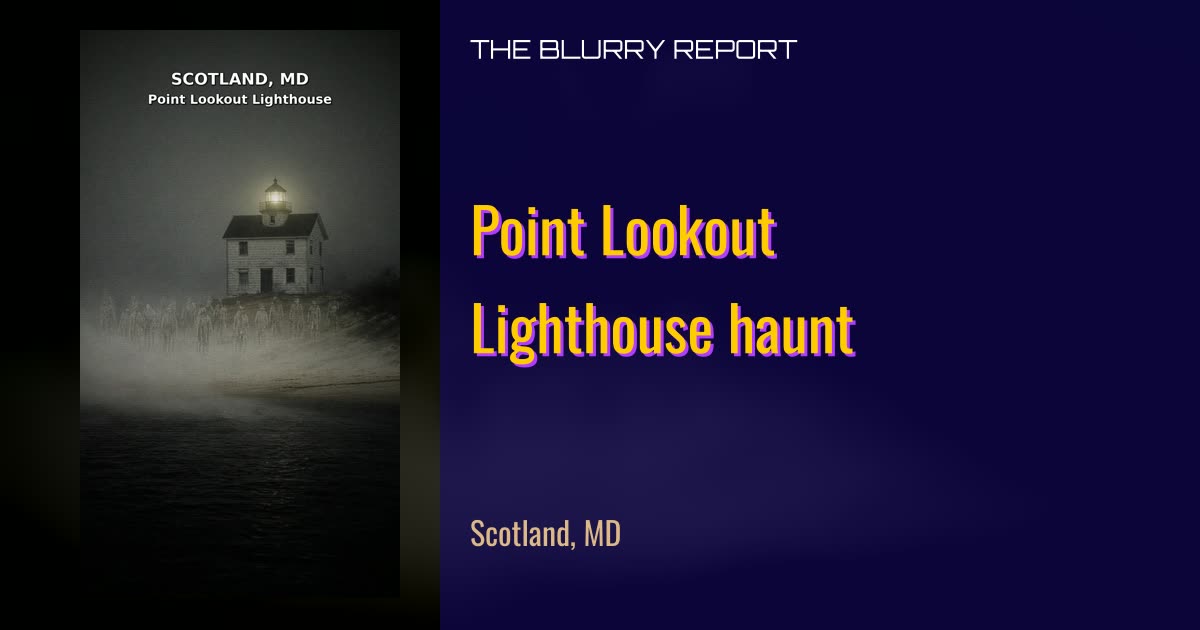 SCOTLAND, MD
Point Lookout Lighthouse
THE BLURRY REPORT
Point Lookout
Lighthouse haunt
Scotland, MD